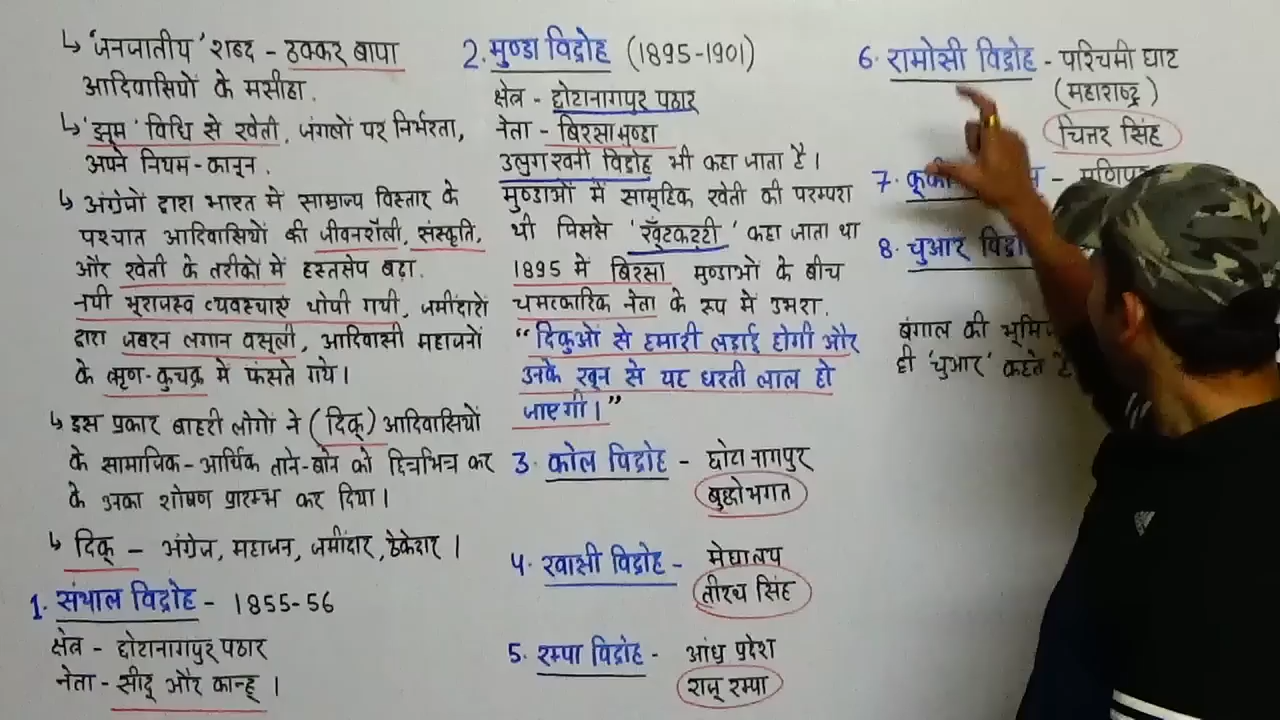 ↳ 'जनजातीय' शब्द - ठक्कर बापा
आदिवासियों के मसीहा.
↳ 'झूम' विधि से खेती, जंगलों पर निर्भरता,
अपने नियम-कानून.
↳ अंग्रेजों द्वारा भारत में साम्राज्य विस्तार के
पश्चात आदिवासियों की जीवनशैली, संस्कृति,
और खेती के तरीकों में हस्तक्षेप बढ़ा.
नयी भूराजस्व व्यवस्थाएं थोपी गयी, जमींदारों
द्वारा जबरन लगान वसूली, आदिवासी महाजनों
के ऋण-कुचक्र में फंसते गये।
↳ इस प्रकार बाहरी लोगों ने (दिकू) आदिवासियों
के सामाजिक-आर्थिक ताने-बाने को छिन्नभिन्न कर
के उनका शोषण प्रारम्भ कर दिया।
↳ दिकू - अंग्रेज, महाजन, जमींदार, ठेकेदार।
1. संथाल विद्रोह - 1855-56
क्षेत्र - छोटानागपुर पठार
नेता - सीदू और कान्हू।
2. मुण्डा विद्रोह (1895-1901)
क्षेत्र - छोटानागपुर पठार
नेता - बिरसा मुण्डा
उलुगखनी विद्रोह भी कहा जाता है।
मुण्डाओं में सामूहिक खेती की परम्परा
थी जिससे 'खूँटकट्टी' कहा जाता था
1895 में बिरसा मुण्डाओं के बीच
चमत्कारिक नेता के रूप में उभरा.
"दिकुओं से हमारी लड़ाई होगी और
उनके खून से यह धरती लाल हो
जाएगी।"
3. कोल विद्रोह - छोटा नागपुर
बुद्धोभगत
4. खासी विद्रोह - मेघालय
तीरथ सिंह
5. रम्पा विद्रोह - आंध्र प्रदेश
राजू रम्पा
6. रामोसी विद्रोह - पश्चिमी घाट
(महाराष्ट्र)
चित्तर सिंह
7. कूकी -
8. चुआर
बंगाल की
ही 'चुआर' कहते